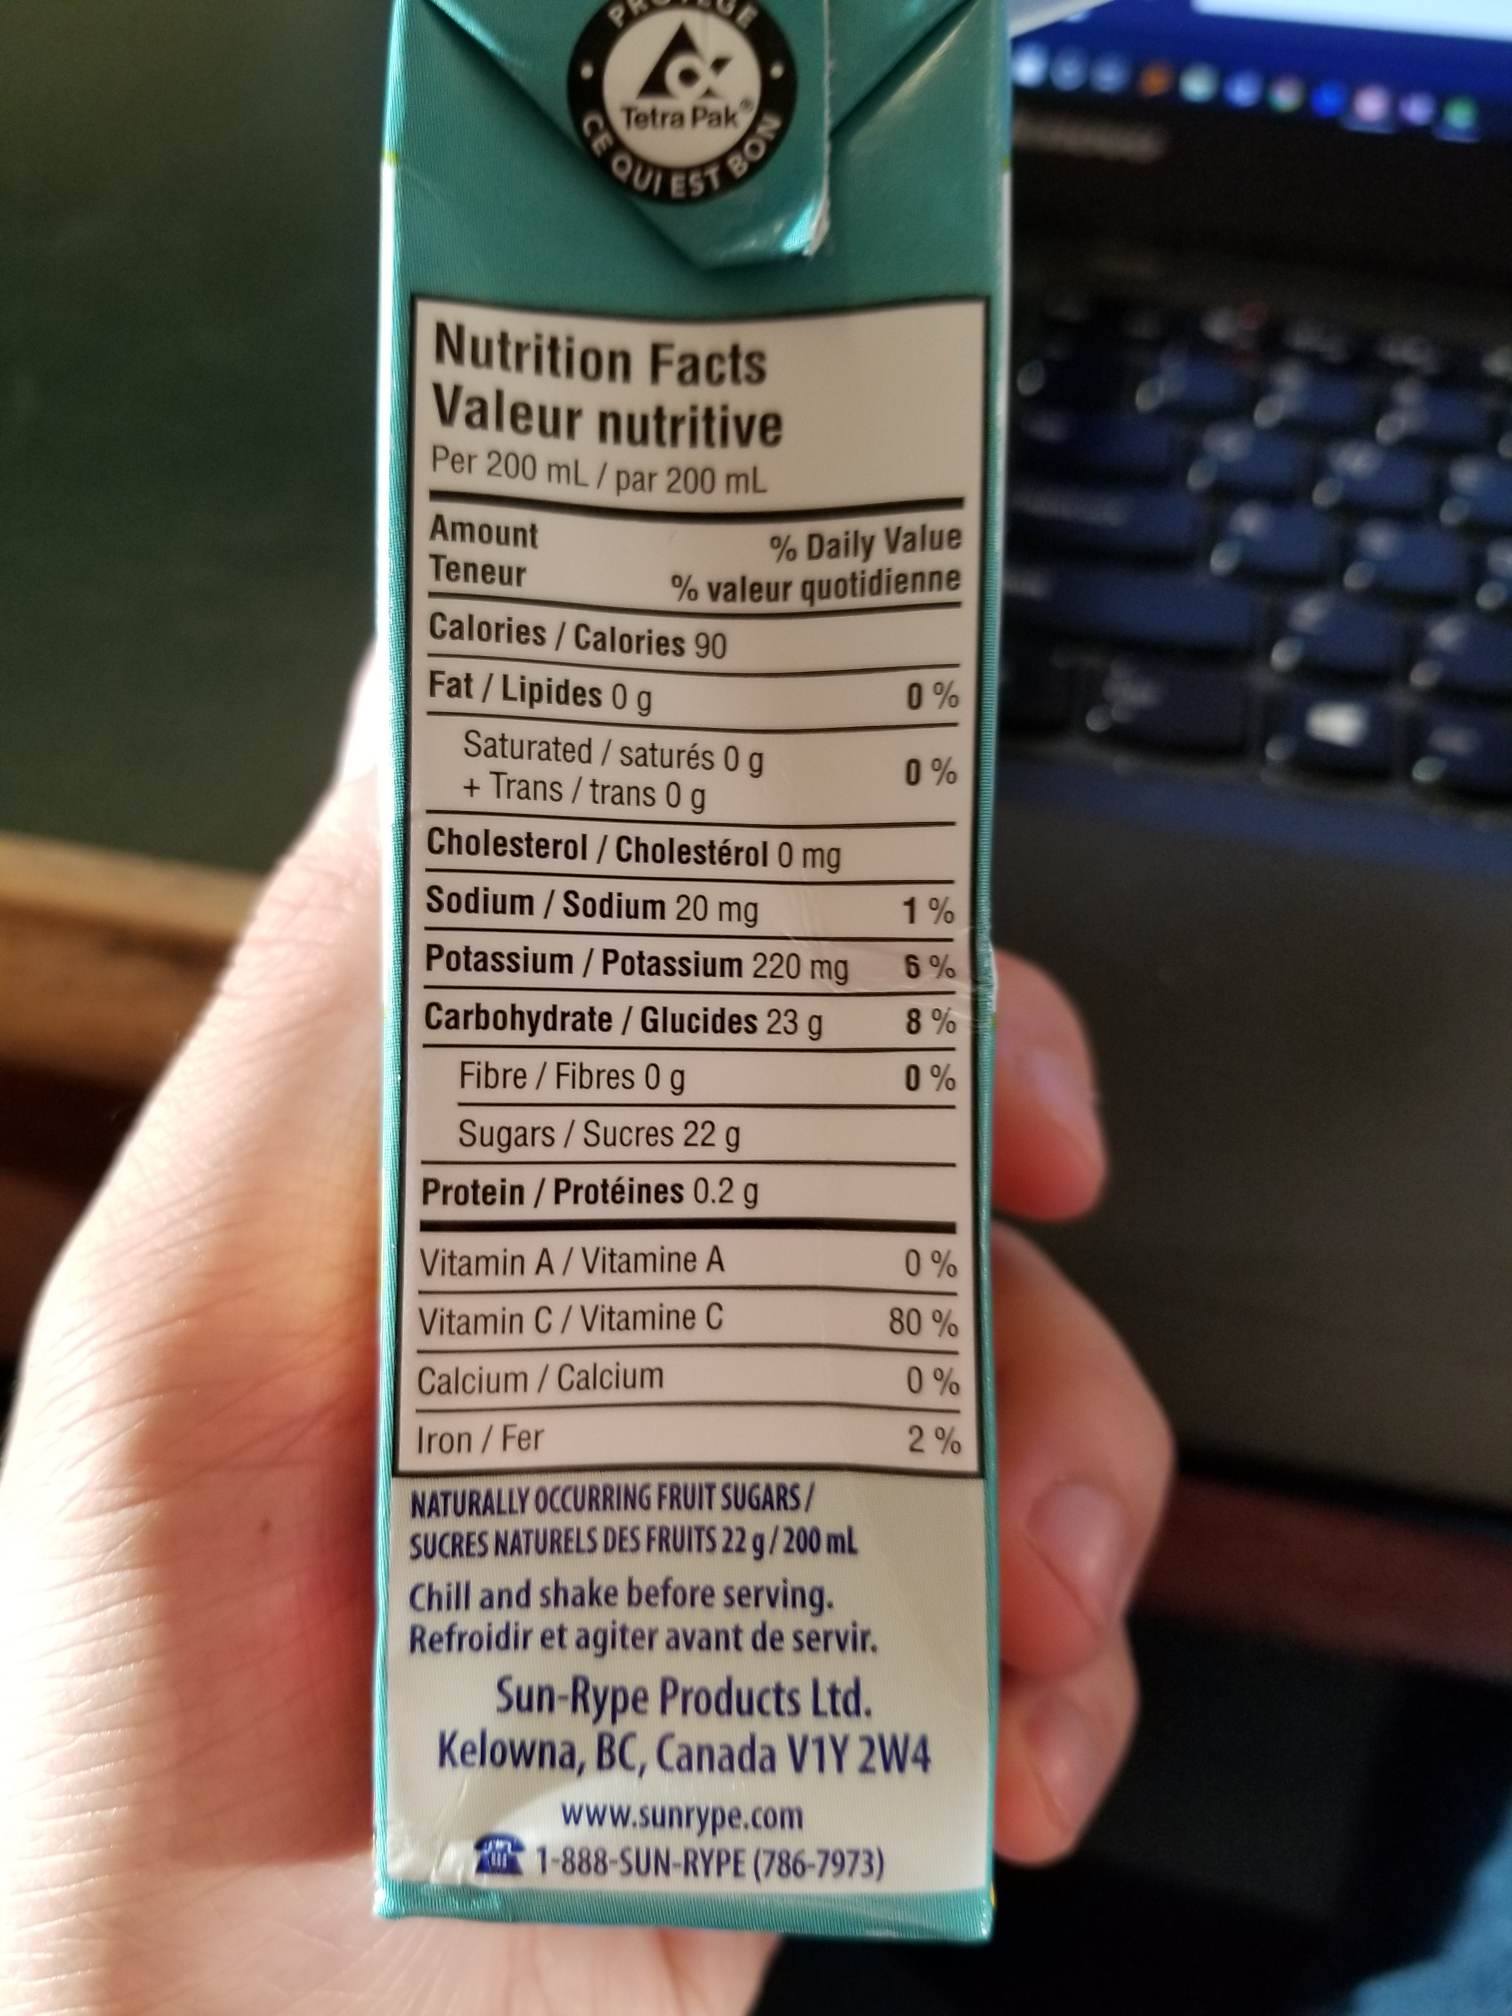 PROTÈGE
Tetra Pak®
CE QUI EST BON
Nutrition Facts
Valeur nutritive
Per 200 mL / par 200 mL
Amount % Daily Value
Teneur % valeur quotidienne
Calories / Calories 90
Fat / Lipides 0 g 0 %
Saturated / saturés 0 g
+ Trans / trans 0 g 0 %
Cholesterol / Cholestérol 0 mg
Sodium / Sodium 20 mg 1 %
Potassium / Potassium 220 mg 6 %
Carbohydrate / Glucides 23 g 8 %
Fibre / Fibres 0 g 0 %
Sugars / Sucres 22 g
Protein / Protéines 0.2 g
Vitamin A / Vitamine A 0 %
Vitamin C / Vitamine C 80 %
Calcium / Calcium 0 %
Iron / Fer 2 %
NATURALLY OCCURRING FRUIT SUGARS /
SUCRES NATURELS DES FRUITS 22 g / 200 mL
Chill and shake before serving.
Refroidir et agiter avant de servir.
Sun-Rype Products Ltd.
Kelowna, BC, Canada V1Y 2W4
www.sunrype.com
1-888-SUN-RYPE (786-7973)